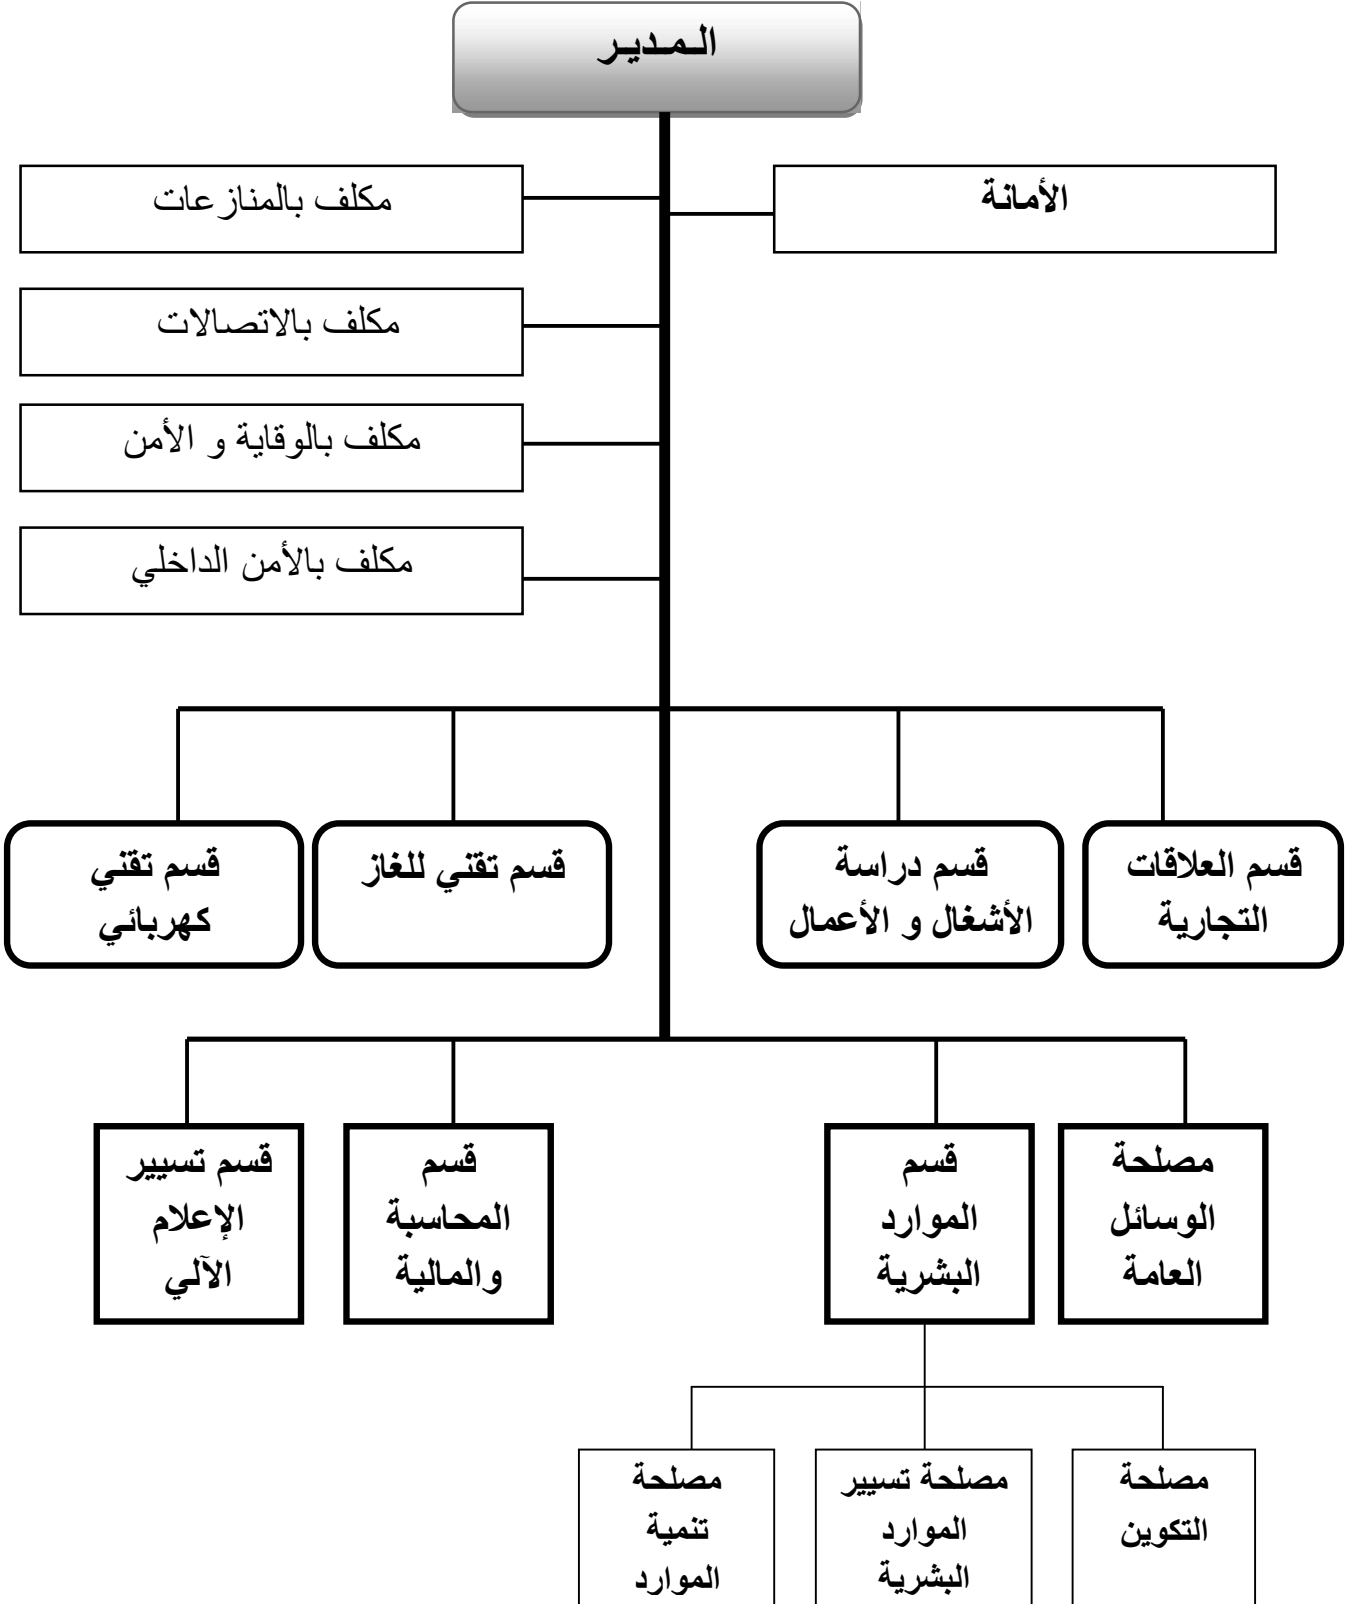 الـمـديـر
الأمانة
مكلف بالمنازعات
مكلف بالاتصالات
مكلف بالوقاية و الأمن
مكلف بالأمن الداخلي
قسم العلاقات
التجارية
قسم دراسة
الأشغال و الأعمال
قسم تقني للغاز
قسم تقني
كهربائي
مصلحة
الوسائل
العامة
قسم
الموارد
البشرية
قسم
المحاسبة
والمالية
قسم تسيير
الإعلام
الآلي
مصلحة
التكوين
مصلحة تسيير
الموارد
البشرية
مصلحة
تنمية
الموارد